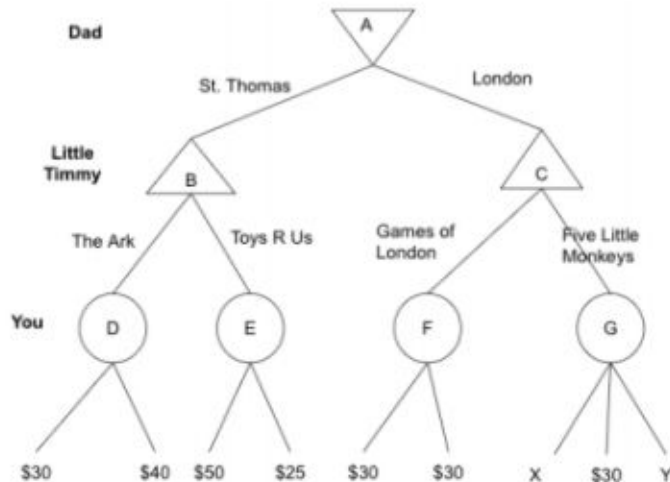 Dad
A
St. Thomas
London
Little
Timmy
B
C
The Ark
Toys R Us
Games of
London
Five Little
Monkeys
You
D
E
F
G
$30
$40
$50
$25
$30
$30
X
$30
Y